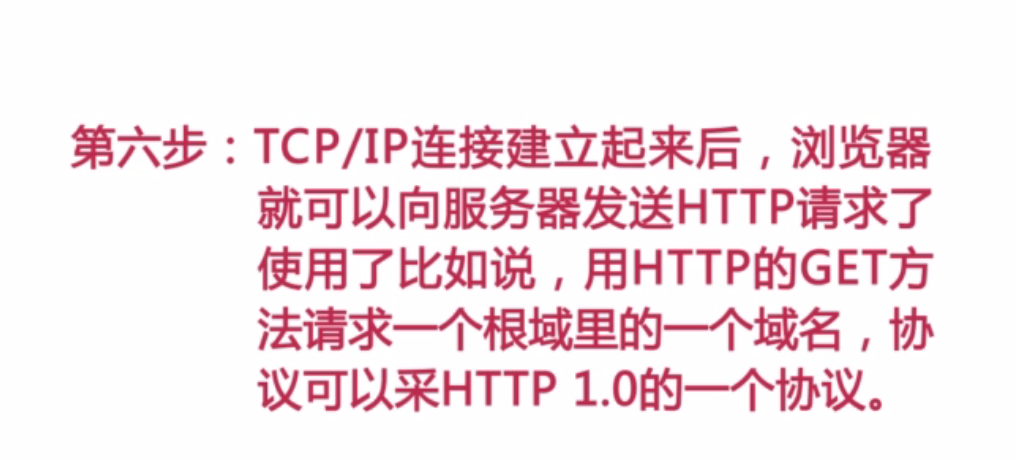 第六步：TCP/IP连接建立起来后，浏览器
就可以向服务器发送HTTP请求了
使用了比如说，用HTTP的GET方
法请求一个根域里的一个域名，协
议可以采HTTP 1.0的一个协议。